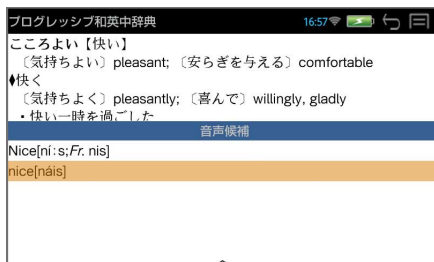 プログレッシブ和英中辞典 16:57
こころよい【快い】
〔気持ちよい〕pleasant; 〔安らぎを与える〕comfortable
♦快く
〔気持ちよく〕pleasantly; 〔喜んで〕willingly, gladly
・快い一時を過ごした
音声候補
Nice[ní:s;Fr. nis]
nice[náis]